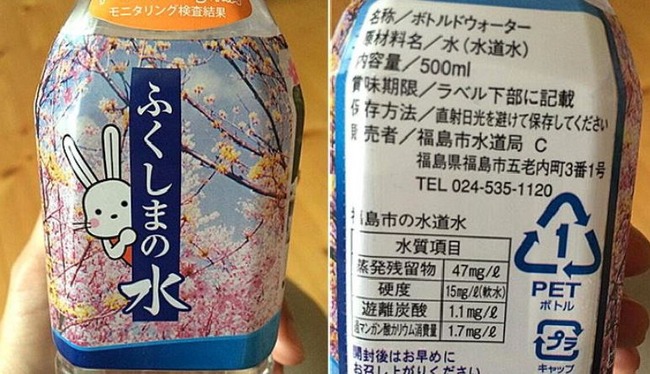 モニタリング検査結果
ふくしまの水
名称／ボトルドウォーター
原材料名／水（水道水）
内容量／500ml
賞味期限／ラベル下部に記載
保存方法／直射日光を避けて保存してください
販売者／福島市水道局 C
福島県福島市五老内町3番1号
TEL 024-535-1120
福島市の水道水
水質項目
蒸発残留物 47mg/ℓ
硬度 15mg/ℓ(軟水)
遊離炭酸 1.1mg/ℓ
過マンガン酸カリウム消費量 1.7mg/ℓ
開封後はお早めに
お召し上がりください
1
PET
ボトル
プラ
キャップ